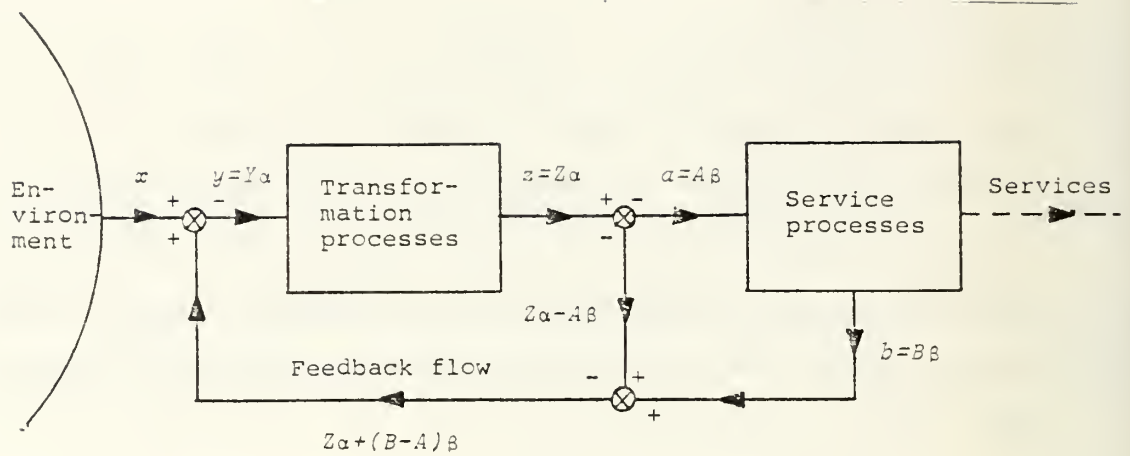 x
y=Yα
z=Zα
a=Aβ
Services
En-
viron-
ment
+
-
+
Transfor-
mation
processes
+
-
-
Service
processes
Zα-Aβ
b=Bβ
Feedback flow
-
+
+
Zα+(B-A)β